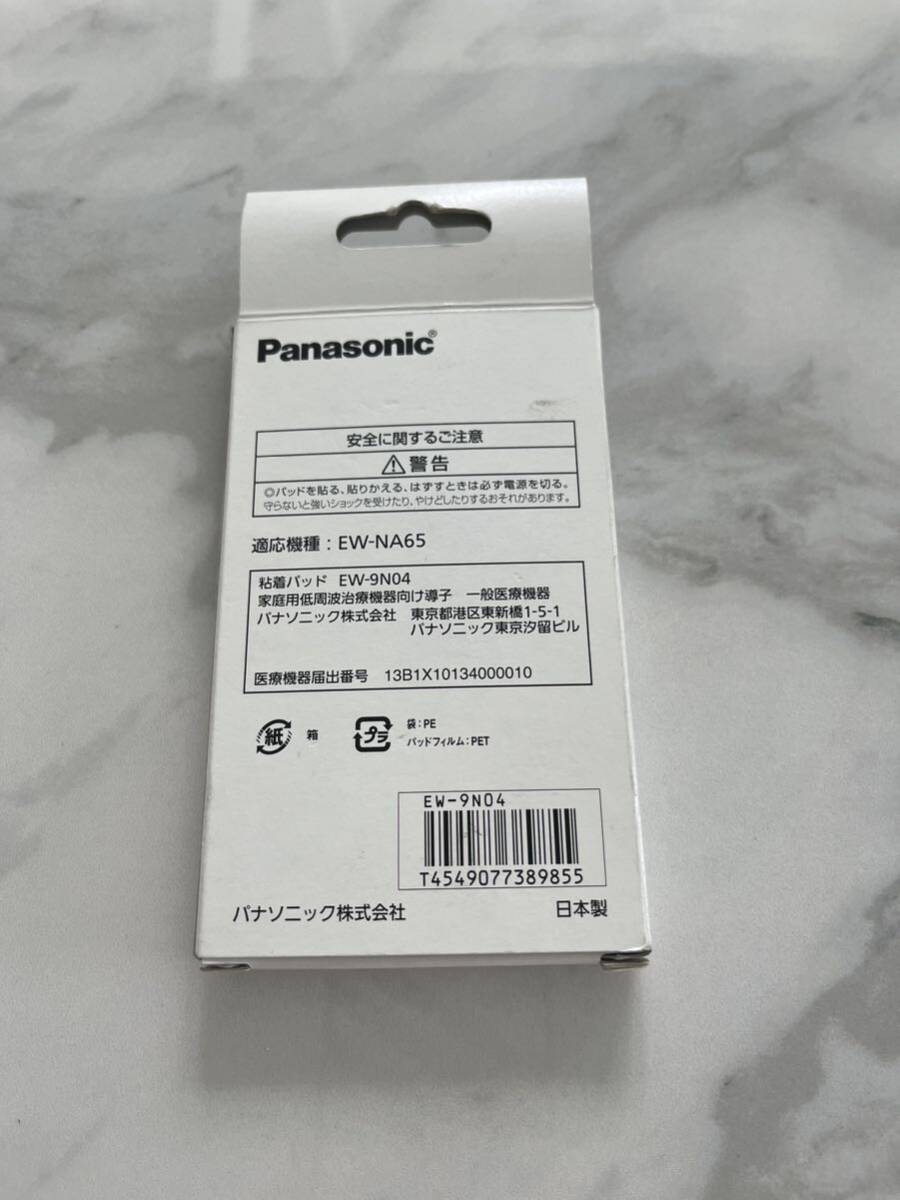 Panasonic®
安全に関するご注意
⚠警告
◎パッドを貼る、貼りかえる、はずすときは必ず電源を切る。
守らないと強いショックを受けたり、やけどしたりするおそれがあります。
適応機種：EW-NA65
粘着パッド EW-9N04
家庭用低周波治療機器向け導子 一般医療機器
パナソニック株式会社 東京都港区東新橋1-5-1
パナソニック東京汐留ビル
医療機器届出番号 13B1X10134000010
紙 箱
プラ 袋：PE
パッドフィルム：PET
EW-9N04
T4549077389855
パナソニック株式会社 日本製